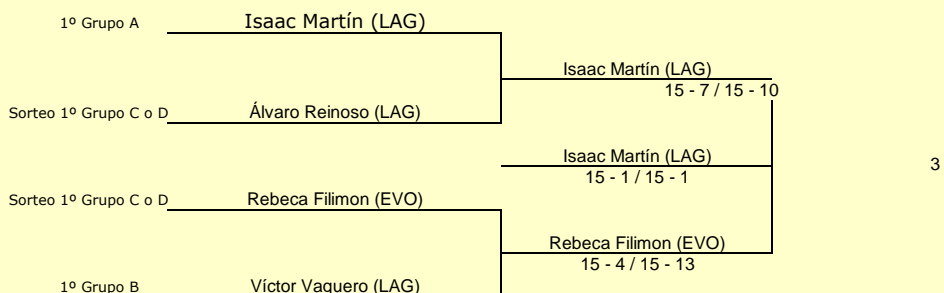 1º Grupo A Isaac Martín (LAG)
Isaac Martín (LAG)
15 - 7 / 15 - 10
Sorteo 1º Grupo C o D Álvaro Reinoso (LAG)
Isaac Martín (LAG)
3
15 - 1 / 15 - 1
Sorteo 1º Grupo C o D Rebeca Filimon (EVO)
Rebeca Filimon (EVO)
15 - 4 / 15 - 13
1º Grupo B Víctor Vaquero (LAG)